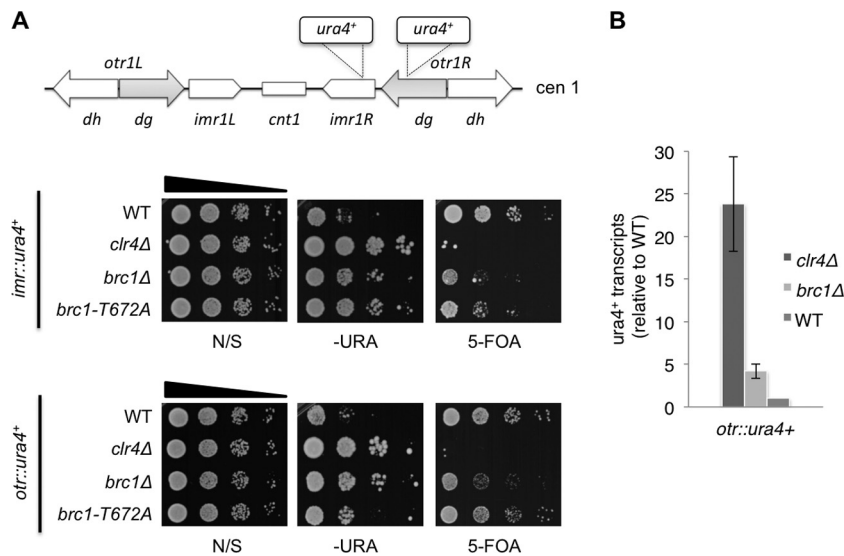 A
ura4+ ura4+
otr1L otr1R
cen 1
dh dg imr1L cnt1 imr1R dg dh
imr::ura4+
WT
clr4Δ
brc1Δ
brc1-T672A
N/S -URA 5-FOA
otr::ura4+
WT
clr4Δ
brc1Δ
brc1-T672A
N/S -URA 5-FOA
B
ura4+ transcripts
(relative to WT)
30
25
20
15
10
5
0
clr4Δ
brc1Δ
WT
otr::ura4+